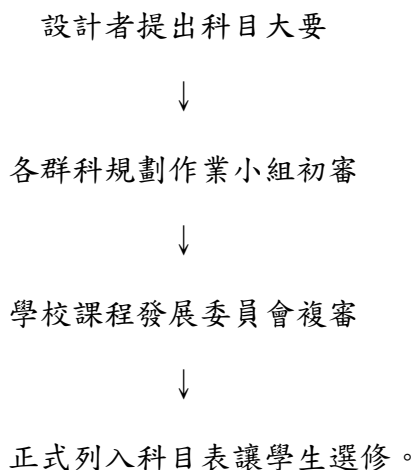 設計者提出科目大要
↓
各群科規劃作業小組初審
↓
學校課程發展委員會複審
↓
正式列入科目表讓學生選修。